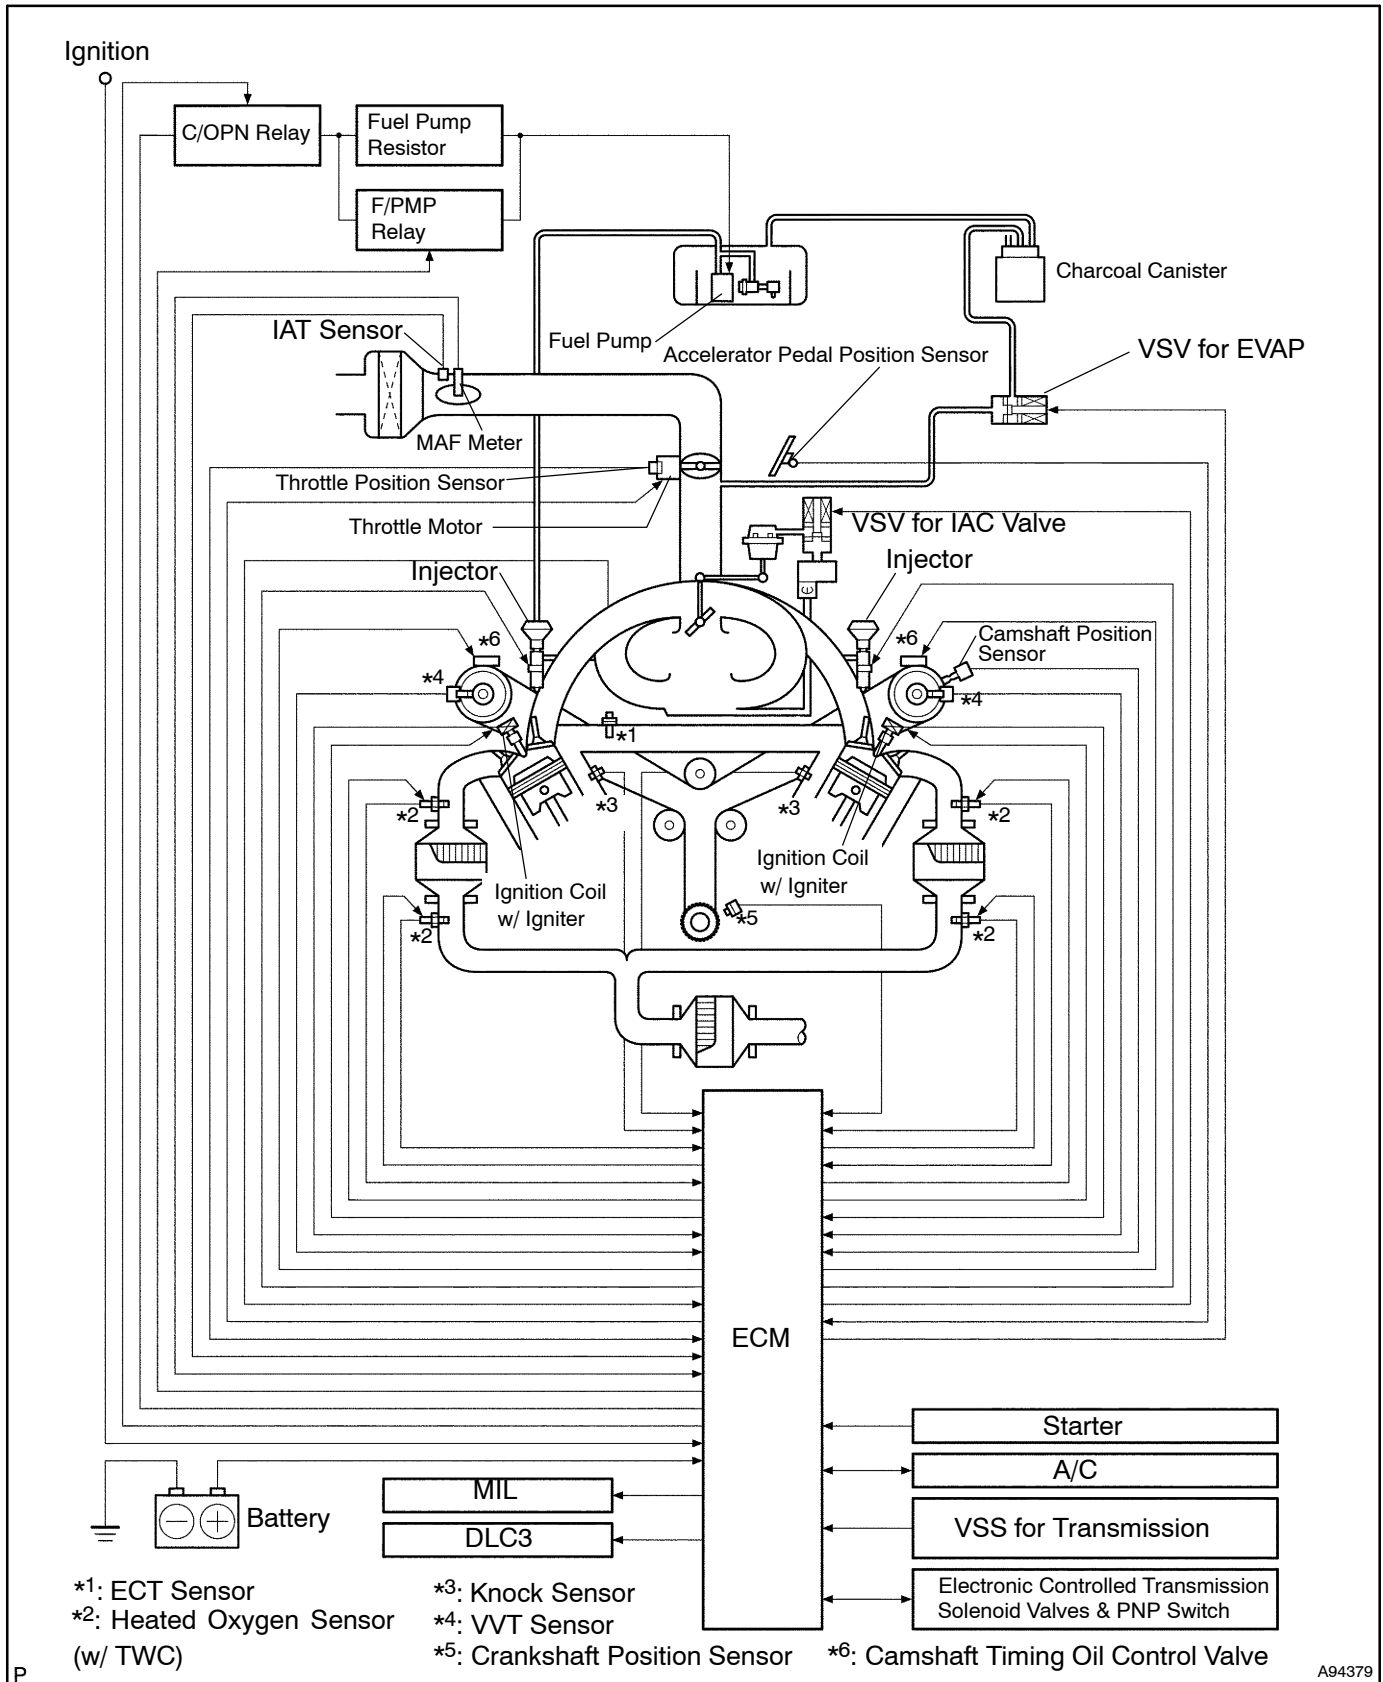 Ignition
C/OPN Relay
Fuel Pump
Resistor
F/PMP
Relay
Charcoal Canister
IAT Sensor
Fuel Pump
Accelerator Pedal Position Sensor
VSV for EVAP
MAF Meter
Throttle Position Sensor
Throttle Motor
VSV for IAC Valve
Injector
Injector
*6
*6
Camshaft Position
Sensor
*4
*4
*1
*3
*3
*2
*2
Ignition Coil
w/ Igniter
Ignition Coil
w/ Igniter
*5
*2
*2
ECM
Starter
A/C
MIL
VSS for Transmission
Battery
DLC3
Electronic Controlled Transmission
Solenoid Valves & PNP Switch
*1: ECT Sensor
*2: Heated Oxygen Sensor
(w/ TWC)
*3: Knock Sensor
*4: VVT Sensor
*5: Crankshaft Position Sensor
*6: Camshaft Timing Oil Control Valve
P
A94379